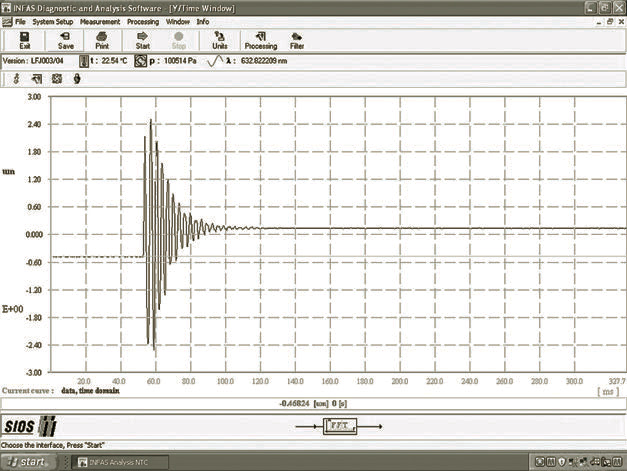 INFAS Diagnostic and Analysis Software - [Y/Time Window]
File System Setup Measurement Processing Window Info
Exit Save Print Start Stop Units Processing Filter
Version: LFJ003/04 t : 22.54 °C p : 100514 Pa λ : 632.822209 nm
3.00
2.40
um
1.80
1.20
0.60
0.000
-0.60
-1.20
E+00
-1.80
-2.40
-3.00
20.0 40.0 60.0 80.0 100.0 120.0 140.0 160.0 180.0 200.0 220.0 240.0 260.0 280.0 300.0 327.7
[ ms ]
Current curve : data, time domain
-0.46824 [um] 0 [s]
SIOS FFT
Choose the interface, Press "Start"
start INFAS Analysis NTC